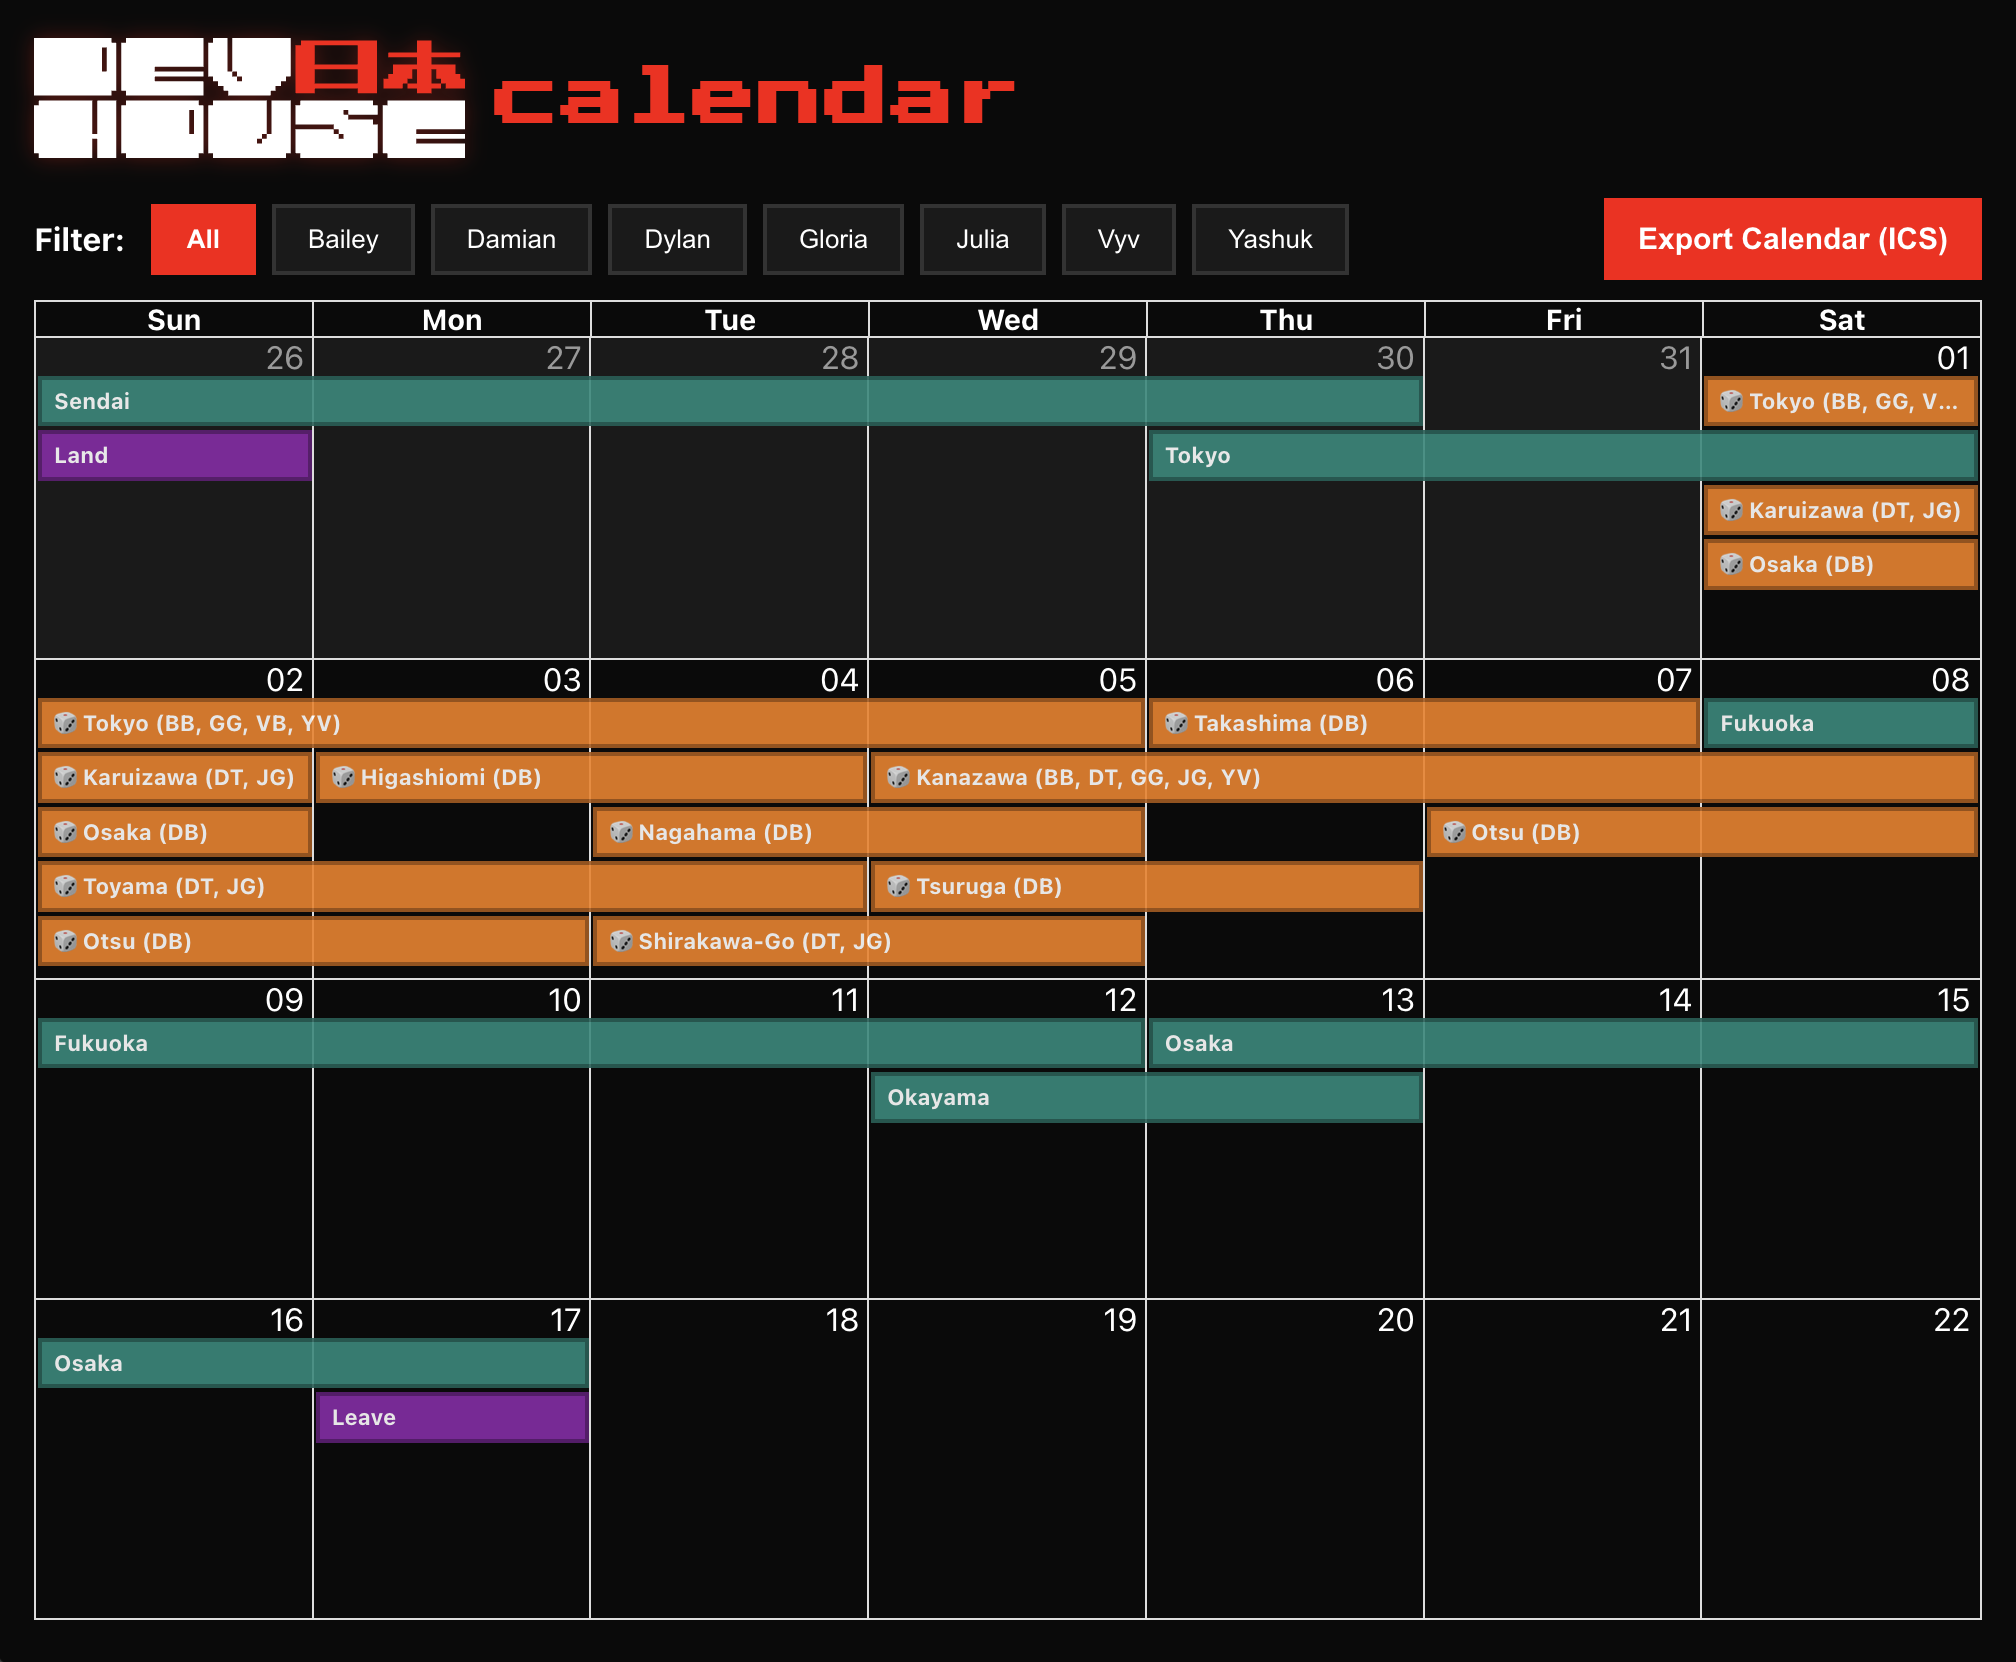 DEV日本
HOUSE
calendar
Filter: All Bailey Damian Dylan Gloria Julia Vyv Yashuk Export Calendar (ICS)
Sun Mon Tue Wed Thu Fri Sat
26 27 28 29 30 31 01
Sendai
🎲 Tokyo (BB, GG, V...
Land
Tokyo
🎲 Karuizawa (DT, JG)
🎲 Osaka (DB)
02 03 04 05 06 07 08
🎲 Tokyo (BB, GG, VB, YV)
🎲 Takashima (DB)
Fukuoka
🎲 Karuizawa (DT, JG)
🎲 Higashiomi (DB)
🎲 Kanazawa (BB, DT, GG, JG, YV)
🎲 Osaka (DB)
🎲 Nagahama (DB)
🎲 Otsu (DB)
🎲 Toyama (DT, JG)
🎲 Tsuruga (DB)
🎲 Otsu (DB)
🎲 Shirakawa-Go (DT, JG)
09 10 11 12 13 14 15
Fukuoka
Osaka
Okayama
16 17 18 19 20 21 22
Osaka
Leave